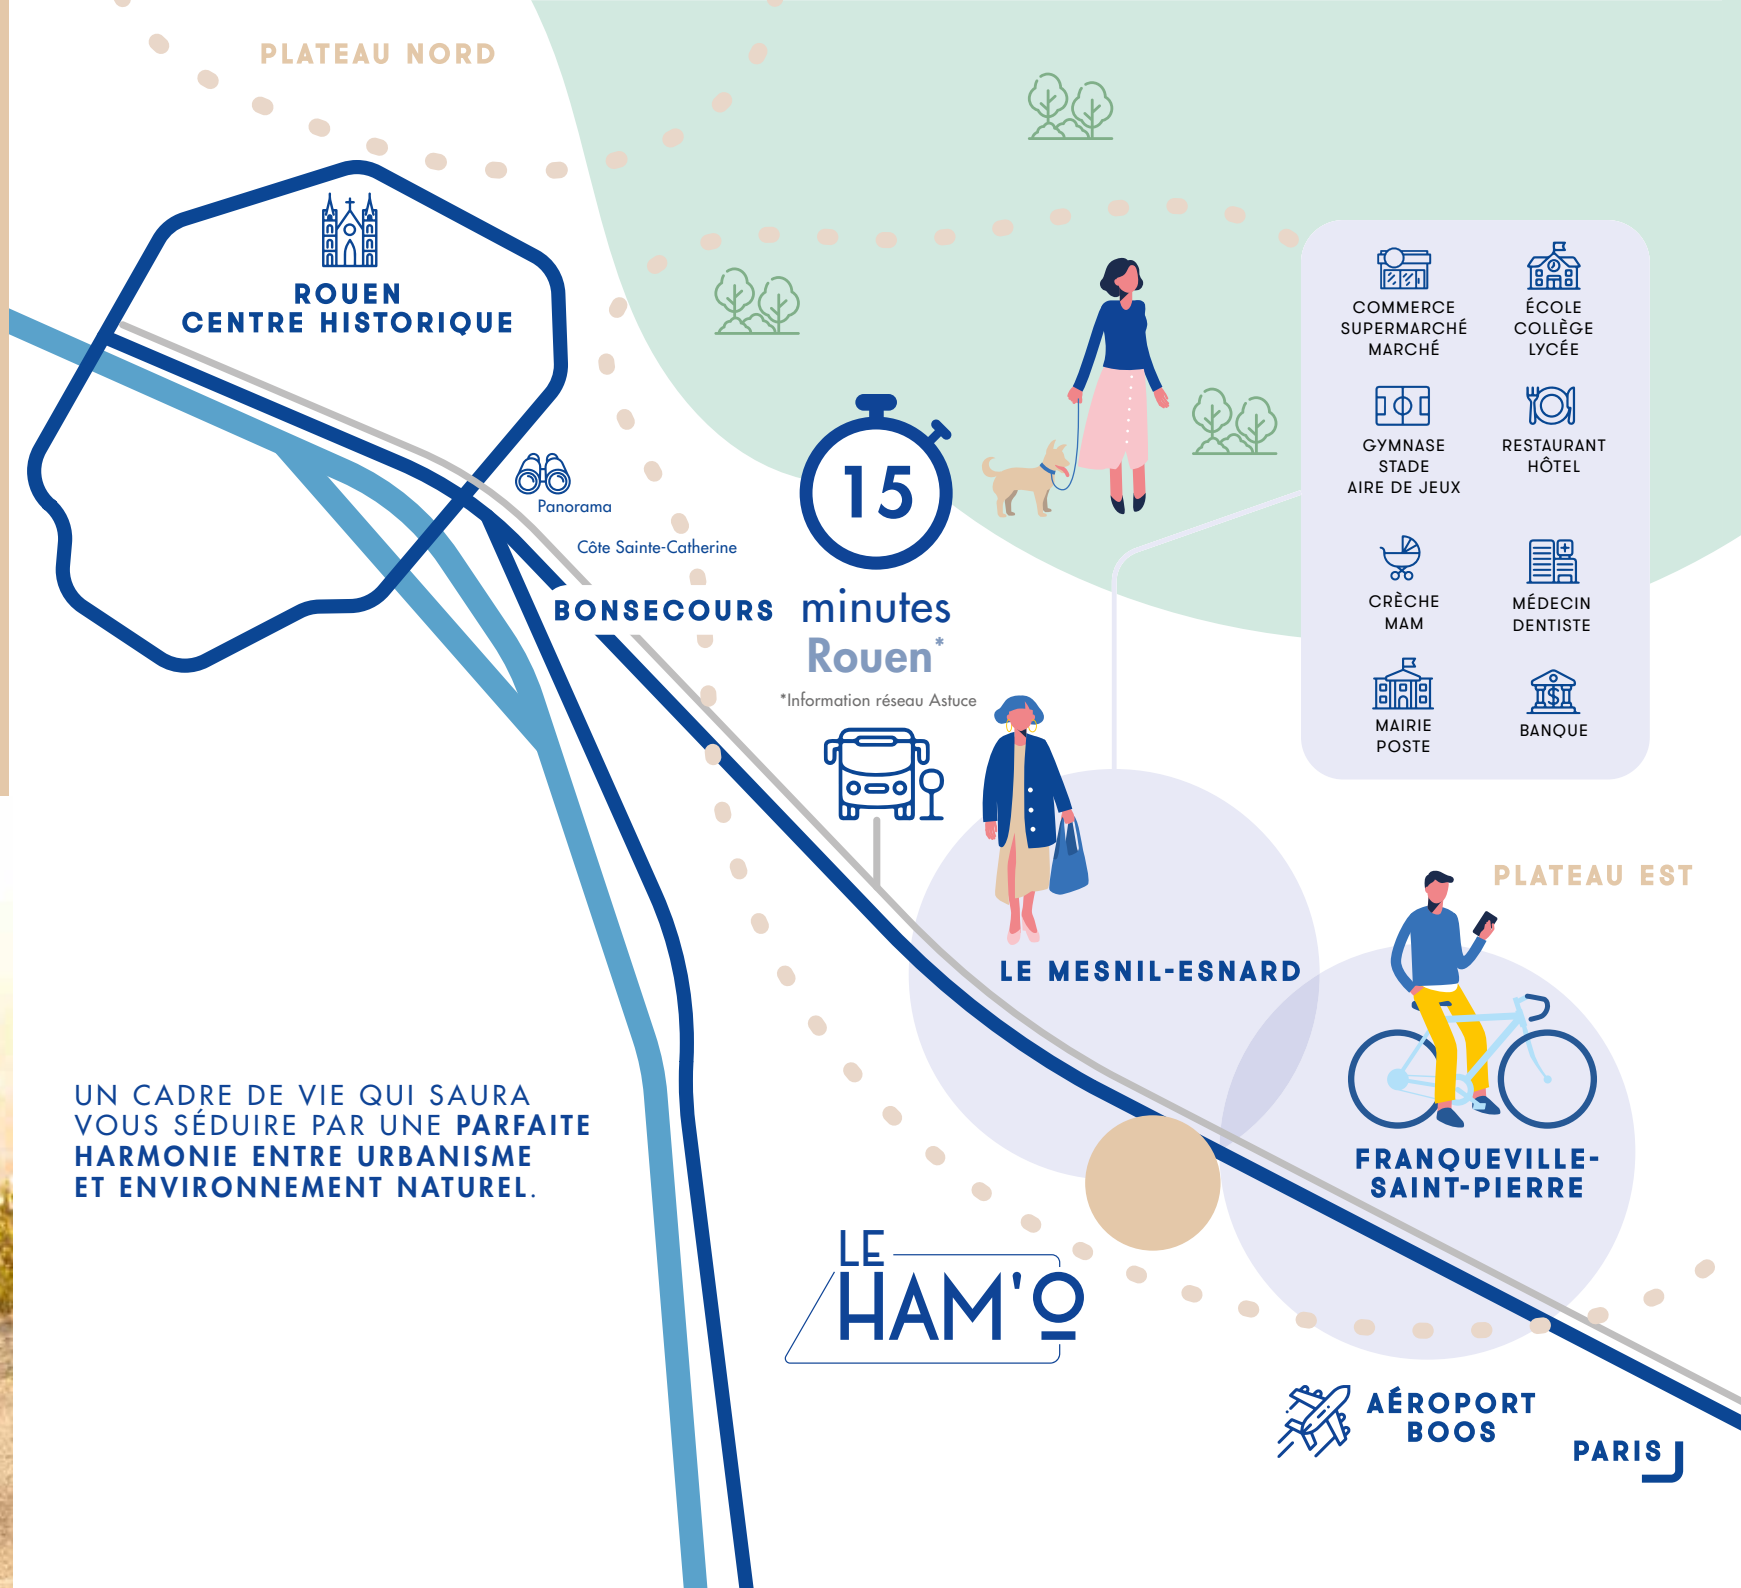 PLATEAU NORD
ROUEN
CENTRE HISTORIQUE
Panorama
Côte Sainte-Catherine
BONSECOURS
15
minutes
Rouen*
*Information réseau Astuce
COMMERCE
SUPERMARCHÉ
MARCHÉ
ÉCOLE
COLLÈGE
LYCÉE
GYMNASE
STADE
AIRE DE JEUX
RESTAURANT
HÔTEL
CRÈCHE
MAM
MÉDECIN
DENTISTE
MAIRIE
POSTE
$
BANQUE
PLATEAU EST
LE MESNIL-ESNARD
FRANQUEVILLE-
SAINT-PIERRE
UN CADRE DE VIE QUI SAURA
VOUS SÉDUIRE PAR UNE PARFAITE
HARMONIE ENTRE URBANISME
ET ENVIRONNEMENT NATUREL.
LE
HAM'O
AÉROPORT
BOOS
PARIS